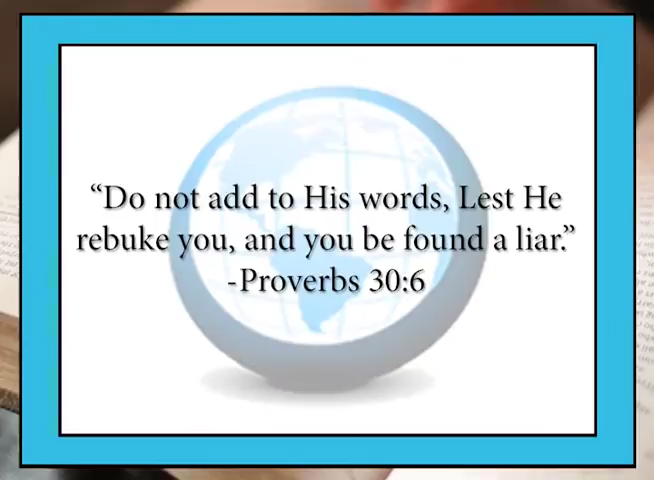 “Do not add to His words, Lest He
rebuke you, and you be found a liar.”
-Proverbs 30:6